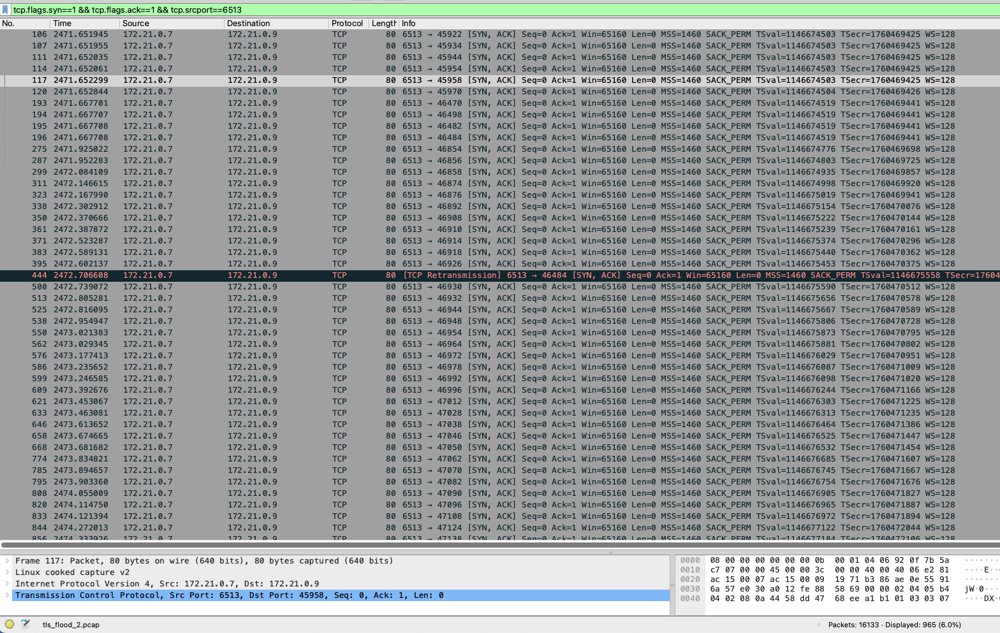 tcp.flags.syn==1 && tcp.flags.ack==1 && tcp.srcport==6513
No. Time Source Destination Protocol Length Info
106 2471.651945 172.21.0.7 172.21.0.9 TCP 80 6513 → 45922 [SYN, ACK] Seq=0 Ack=1 Win=65160 Len=0 MSS=1460 SACK_PERM TSval=1146674503 TSecr=1760469425 WS=128
107 2471.651955 172.21.0.7 172.21.0.9 TCP 80 6513 → 45934 [SYN, ACK] Seq=0 Ack=1 Win=65160 Len=0 MSS=1460 SACK_PERM TSval=1146674503 TSecr=1760469425 WS=128
111 2471.652035 172.21.0.7 172.21.0.9 TCP 80 6513 → 45944 [SYN, ACK] Seq=0 Ack=1 Win=65160 Len=0 MSS=1460 SACK_PERM TSval=1146674503 TSecr=1760469425 WS=128
114 2471.652061 172.21.0.7 172.21.0.9 TCP 80 6513 → 45954 [SYN, ACK] Seq=0 Ack=1 Win=65160 Len=0 MSS=1460 SACK_PERM TSval=1146674503 TSecr=1760469425 WS=128
117 2471.652299 172.21.0.7 172.21.0.9 TCP 80 6513 → 45958 [SYN, ACK] Seq=0 Ack=1 Win=65160 Len=0 MSS=1460 SACK_PERM TSval=1146674503 TSecr=1760469425 WS=128
120 2471.652844 172.21.0.7 172.21.0.9 TCP 80 6513 → 45970 [SYN, ACK] Seq=0 Ack=1 Win=65160 Len=0 MSS=1460 SACK_PERM TSval=1146674504 TSecr=1760469426 WS=128
193 2471.667701 172.21.0.7 172.21.0.9 TCP 80 6513 → 46470 [SYN, ACK] Seq=0 Ack=1 Win=65160 Len=0 MSS=1460 SACK_PERM TSval=1146674519 TSecr=1760469441 WS=128
194 2471.667707 172.21.0.7 172.21.0.9 TCP 80 6513 → 46498 [SYN, ACK] Seq=0 Ack=1 Win=65160 Len=0 MSS=1460 SACK_PERM TSval=1146674519 TSecr=1760469441 WS=128
195 2471.667708 172.21.0.7 172.21.0.9 TCP 80 6513 → 46482 [SYN, ACK] Seq=0 Ack=1 Win=65160 Len=0 MSS=1460 SACK_PERM TSval=1146674519 TSecr=1760469441 WS=128
196 2471.667708 172.21.0.7 172.21.0.9 TCP 80 6513 → 46484 [SYN, ACK] Seq=0 Ack=1 Win=65160 Len=0 MSS=1460 SACK_PERM TSval=1146674519 TSecr=1760469441 WS=128
275 2471.925022 172.21.0.7 172.21.0.9 TCP 80 6513 → 46854 [SYN, ACK] Seq=0 Ack=1 Win=65160 Len=0 MSS=1460 SACK_PERM TSval=1146674776 TSecr=1760469698 WS=128
287 2471.952283 172.21.0.7 172.21.0.9 TCP 80 6513 → 46856 [SYN, ACK] Seq=0 Ack=1 Win=65160 Len=0 MSS=1460 SACK_PERM TSval=1146674803 TSecr=1760469725 WS=128
299 2472.084109 172.21.0.7 172.21.0.9 TCP 80 6513 → 46858 [SYN, ACK] Seq=0 Ack=1 Win=65160 Len=0 MSS=1460 SACK_PERM TSval=1146674935 TSecr=1760469857 WS=128
311 2472.146615 172.21.0.7 172.21.0.9 TCP 80 6513 → 46874 [SYN, ACK] Seq=0 Ack=1 Win=65160 Len=0 MSS=1460 SACK_PERM TSval=1146674998 TSecr=1760469920 WS=128
323 2472.167990 172.21.0.7 172.21.0.9 TCP 80 6513 → 46876 [SYN, ACK] Seq=0 Ack=1 Win=65160 Len=0 MSS=1460 SACK_PERM TSval=1146675019 TSecr=1760469941 WS=128
338 2472.302912 172.21.0.7 172.21.0.9 TCP 80 6513 → 46892 [SYN, ACK] Seq=0 Ack=1 Win=65160 Len=0 MSS=1460 SACK_PERM TSval=1146675154 TSecr=1760470076 WS=128
350 2472.370666 172.21.0.7 172.21.0.9 TCP 80 6513 → 46908 [SYN, ACK] Seq=0 Ack=1 Win=65160 Len=0 MSS=1460 SACK_PERM TSval=1146675222 TSecr=1760470144 WS=128
361 2472.387872 172.21.0.7 172.21.0.9 TCP 80 6513 → 46910 [SYN, ACK] Seq=0 Ack=1 Win=65160 Len=0 MSS=1460 SACK_PERM TSval=1146675239 TSecr=1760470161 WS=128
371 2472.523287 172.21.0.7 172.21.0.9 TCP 80 6513 → 46914 [SYN, ACK] Seq=0 Ack=1 Win=65160 Len=0 MSS=1460 SACK_PERM TSval=1146675374 TSecr=1760470296 WS=128
383 2472.589131 172.21.0.7 172.21.0.9 TCP 80 6513 → 46918 [SYN, ACK] Seq=0 Ack=1 Win=65160 Len=0 MSS=1460 SACK_PERM TSval=1146675440 TSecr=1760470362 WS=128
395 2472.602137 172.21.0.7 172.21.0.9 TCP 80 6513 → 46926 [SYN, ACK] Seq=0 Ack=1 Win=65160 Len=0 MSS=1460 SACK_PERM TSval=1146675453 TSecr=1760470375 WS=128
444 2472.706608 172.21.0.7 172.21.0.9 TCP 80 [TCP Retransmission] 6513 → 46484 [SYN, ACK] Seq=0 Ack=1 Win=65160 Len=0 MSS=1460 SACK_PERM TSval=1146675558 TSecr=17604
500 2472.739072 172.21.0.7 172.21.0.9 TCP 80 6513 → 46930 [SYN, ACK] Seq=0 Ack=1 Win=65160 Len=0 MSS=1460 SACK_PERM TSval=1146675590 TSecr=1760470512 WS=128
513 2472.805281 172.21.0.7 172.21.0.9 TCP 80 6513 → 46932 [SYN, ACK] Seq=0 Ack=1 Win=65160 Len=0 MSS=1460 SACK_PERM TSval=1146675656 TSecr=1760470578 WS=128
525 2472.816095 172.21.0.7 172.21.0.9 TCP 80 6513 → 46944 [SYN, ACK] Seq=0 Ack=1 Win=65160 Len=0 MSS=1460 SACK_PERM TSval=1146675667 TSecr=1760470589 WS=128
538 2472.954947 172.21.0.7 172.21.0.9 TCP 80 6513 → 46948 [SYN, ACK] Seq=0 Ack=1 Win=65160 Len=0 MSS=1460 SACK_PERM TSval=1146675806 TSecr=1760470728 WS=128
550 2473.021383 172.21.0.7 172.21.0.9 TCP 80 6513 → 46954 [SYN, ACK] Seq=0 Ack=1 Win=65160 Len=0 MSS=1460 SACK_PERM TSval=1146675873 TSecr=1760470795 WS=128
562 2473.029345 172.21.0.7 172.21.0.9 TCP 80 6513 → 46964 [SYN, ACK] Seq=0 Ack=1 Win=65160 Len=0 MSS=1460 SACK_PERM TSval=1146675881 TSecr=1760470802 WS=128
576 2473.177413 172.21.0.7 172.21.0.9 TCP 80 6513 → 46972 [SYN, ACK] Seq=0 Ack=1 Win=65160 Len=0 MSS=1460 SACK_PERM TSval=1146676029 TSecr=1760470951 WS=128
586 2473.235652 172.21.0.7 172.21.0.9 TCP 80 6513 → 46978 [SYN, ACK] Seq=0 Ack=1 Win=65160 Len=0 MSS=1460 SACK_PERM TSval=1146676087 TSecr=1760471009 WS=128
599 2473.246585 172.21.0.7 172.21.0.9 TCP 80 6513 → 46992 [SYN, ACK] Seq=0 Ack=1 Win=65160 Len=0 MSS=1460 SACK_PERM TSval=1146676098 TSecr=1760471020 WS=128
609 2473.392676 172.21.0.7 172.21.0.9 TCP 80 6513 → 46996 [SYN, ACK] Seq=0 Ack=1 Win=65160 Len=0 MSS=1460 SACK_PERM TSval=1146676244 TSecr=1760471166 WS=128
621 2473.453067 172.21.0.7 172.21.0.9 TCP 80 6513 → 47012 [SYN, ACK] Seq=0 Ack=1 Win=65160 Len=0 MSS=1460 SACK_PERM TSval=1146676303 TSecr=1760471225 WS=128
633 2473.463081 172.21.0.7 172.21.0.9 TCP 80 6513 → 47028 [SYN, ACK] Seq=0 Ack=1 Win=65160 Len=0 MSS=1460 SACK_PERM TSval=1146676313 TSecr=1760471235 WS=128
646 2473.613652 172.21.0.7 172.21.0.9 TCP 80 6513 → 47038 [SYN, ACK] Seq=0 Ack=1 Win=65160 Len=0 MSS=1460 SACK_PERM TSval=1146676464 TSecr=1760471386 WS=128
658 2473.674665 172.21.0.7 172.21.0.9 TCP 80 6513 → 47046 [SYN, ACK] Seq=0 Ack=1 Win=65160 Len=0 MSS=1460 SACK_PERM TSval=1146676525 TSecr=1760471447 WS=128
668 2473.681682 172.21.0.7 172.21.0.9 TCP 80 6513 → 47050 [SYN, ACK] Seq=0 Ack=1 Win=65160 Len=0 MSS=1460 SACK_PERM TSval=1146676532 TSecr=1760471454 WS=128
774 2473.834821 172.21.0.7 172.21.0.9 TCP 80 6513 → 47062 [SYN, ACK] Seq=0 Ack=1 Win=65160 Len=0 MSS=1460 SACK_PERM TSval=1146676685 TSecr=1760471607 WS=128
785 2473.894657 172.21.0.7 172.21.0.9 TCP 80 6513 → 47070 [SYN, ACK] Seq=0 Ack=1 Win=65160 Len=0 MSS=1460 SACK_PERM TSval=1146676745 TSecr=1760471667 WS=128
795 2473.903360 172.21.0.7 172.21.0.9 TCP 80 6513 → 47082 [SYN, ACK] Seq=0 Ack=1 Win=65160 Len=0 MSS=1460 SACK_PERM TSval=1146676754 TSecr=1760471676 WS=128
808 2474.055009 172.21.0.7 172.21.0.9 TCP 80 6513 → 47090 [SYN, ACK] Seq=0 Ack=1 Win=65160 Len=0 MSS=1460 SACK_PERM TSval=1146676905 TSecr=1760471827 WS=128
820 2474.114750 172.21.0.7 172.21.0.9 TCP 80 6513 → 47096 [SYN, ACK] Seq=0 Ack=1 Win=65160 Len=0 MSS=1460 SACK_PERM TSval=1146676965 TSecr=1760471887 WS=128
833 2474.121394 172.21.0.7 172.21.0.9 TCP 80 6513 → 47108 [SYN, ACK] Seq=0 Ack=1 Win=65160 Len=0 MSS=1460 SACK_PERM TSval=1146676972 TSecr=1760471894 WS=128
844 2474.272013 172.21.0.7 172.21.0.9 TCP 80 6513 → 47124 [SYN, ACK] Seq=0 Ack=1 Win=65160 Len=0 MSS=1460 SACK_PERM TSval=1146677122 TSecr=1760472044 WS=128
856 2474.333926 172.21.0.7 172.21.0.9 TCP 80 6513 → 47138 [SYN, ACK] Seq=0 Ack=1 Win=65160 Len=0 MSS=1460 SACK_PERM TSval=1146677184 TSecr=1760472106 WS=128
Frame 117: Packet, 80 bytes on wire (640 bits), 80 bytes captured (640 bits)
Linux cooked capture v2
Internet Protocol Version 4, Src: 172.21.0.7, Dst: 172.21.0.9
Transmission Control Protocol, Src Port: 6513, Dst Port: 45958, Seq: 0, Ack: 1, Len: 0
0000 08 00 00 00 00 00 00 0b 00 01 04 06 92 0f 7b 5a ·······
0010 c7 07 00 00 45 00 00 3c 00 00 40 00 40 06 e2 81 ····E··
0020 ac 15 00 07 ac 15 00 09 19 71 b3 86 ae 0e 55 91 ·······
0030 6a 57 e0 30 a0 12 fe 88 58 69 00 00 02 04 05 b4 jW·0···
0040 04 02 08 0a 44 58 dd 47 68 ee a1 b1 01 03 03 07 ····DX·
tls_flood_2.pcap
Packets: 16133 · Displayed: 965 (6.0%)